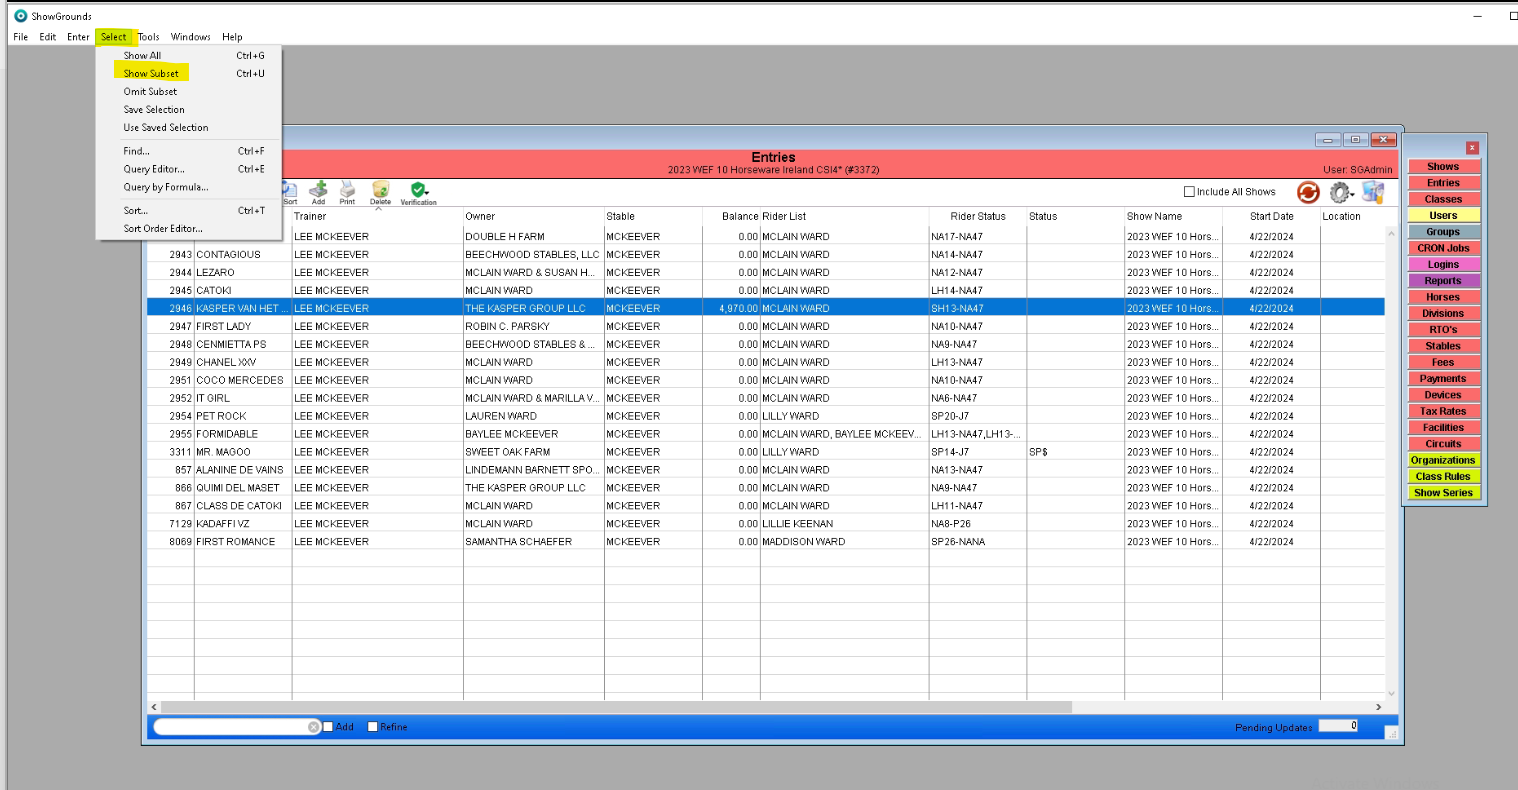 ShowGrounds
File Edit Enter Select Tools Windows Help
Show All Ctrl+G
Show Subset Ctrl+U
Omit Subset
Save Selection
Use Saved Selection
Find... Ctrl+F
Query Editor... Ctrl+E
Query by Formula...
Sort... Ctrl+T
Sort Order Editor...
Entries
2023 WEF 10 Horseware Ireland CSI4* (#3372)
User: SGAdmin
Sort Add Print Delete Verification
Include All Shows
Trainer Owner Stable Balance Rider List Rider Status Status Show Name Start Date Location
LEE MCKEEVER DOUBLE H FARM MCKEEVER 0.00 MCLAIN WARD NA17-NA47 2023 WEF 10 Hors... 4/22/2024
2943 CONTAGIOUS LEE MCKEEVER BEECHWOOD STABLES, LLC MCKEEVER 0.00 MCLAIN WARD NA14-NA47 2023 WEF 10 Hors... 4/22/2024
2944 LEZARO LEE MCKEEVER MCLAIN WARD & SUSAN H... MCKEEVER 0.00 MCLAIN WARD NA12-NA47 2023 WEF 10 Hors... 4/22/2024
2945 CATOKI LEE MCKEEVER MCLAIN WARD MCKEEVER 0.00 MCLAIN WARD LH14-NA47 2023 WEF 10 Hors... 4/22/2024
2946 KASPER VAN HET ... LEE MCKEEVER THE KASPER GROUP LLC MCKEEVER 4,970.00 MCLAIN WARD SH13-NA47 2023 WEF 10 Hors... 4/22/2024
2947 FIRST LADY LEE MCKEEVER ROBIN C. PARSKY MCKEEVER 0.00 MCLAIN WARD NA10-NA47 2023 WEF 10 Hors... 4/22/2024
2948 CENMIETTA PS LEE MCKEEVER BEECHWOOD STABLES & ... MCKEEVER 0.00 MCLAIN WARD NA9-NA47 2023 WEF 10 Hors... 4/22/2024
2949 CHANEL XXV LEE MCKEEVER MCLAIN WARD MCKEEVER 0.00 MCLAIN WARD LH13-NA47 2023 WEF 10 Hors... 4/22/2024
2951 COCO MERCEDES LEE MCKEEVER MCLAIN WARD MCKEEVER 0.00 MCLAIN WARD NA10-NA47 2023 WEF 10 Hors... 4/22/2024
2952 IT GIRL LEE MCKEEVER MCLAIN WARD & MARILLA V... MCKEEVER 0.00 MCLAIN WARD NA6-NA47 2023 WEF 10 Hors... 4/22/2024
2954 PET ROCK LEE MCKEEVER LAUREN WARD MCKEEVER 0.00 LILLY WARD SP20-J7 2023 WEF 10 Hors... 4/22/2024
2955 FORMIDABLE LEE MCKEEVER BAYLEE MCKEEVER MCKEEVER 0.00 MCLAIN WARD, BAYLEE MCKEEV... LH13-NA47,LH13-... 2023 WEF 10 Hors... 4/22/2024
3311 MR. MAGOO LEE MCKEEVER SWEET OAK FARM MCKEEVER 0.00 LILLY WARD SP14-J7 SP$ 2023 WEF 10 Hors... 4/22/2024
857 ALANINE DE VAINS LEE MCKEEVER LINDEMANN BARNETT SPO... MCKEEVER 0.00 MCLAIN WARD NA13-NA47 2023 WEF 10 Hors... 4/22/2024
866 QUIMI DEL MASET LEE MCKEEVER THE KASPER GROUP LLC MCKEEVER 0.00 MCLAIN WARD NA9-NA47 2023 WEF 10 Hors... 4/22/2024
867 CLASS DE CATOKI LEE MCKEEVER MCLAIN WARD MCKEEVER 0.00 MCLAIN WARD LH11-NA47 2023 WEF 10 Hors... 4/22/2024
7129 KADAFFI VZ LEE MCKEEVER MCLAIN WARD MCKEEVER 0.00 LILLIE KEENAN NA8-P26 2023 WEF 10 Hors... 4/22/2024
8069 FIRST ROMANCE LEE MCKEEVER SAMANTHA SCHAEFER MCKEEVER 0.00 MADDISON WARD SP26-NANA 2023 WEF 10 Hors... 4/22/2024
Add Refine Pending Updates 0
Shows
Entries
Classes
Users
Groups
CRON Jobs
Logins
Reports
Horses
Divisions
RTO's
Stables
Fees
Payments
Devices
Tax Rates
Facilities
Circuits
Organizations
Class Rules
Show Series